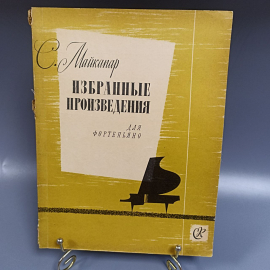 С. Майкапар
ИЗБРАННЫЕ
ПРОИЗВЕДЕНИЯ
ДЛЯ
ФОРТЕПЬЯНО
СК